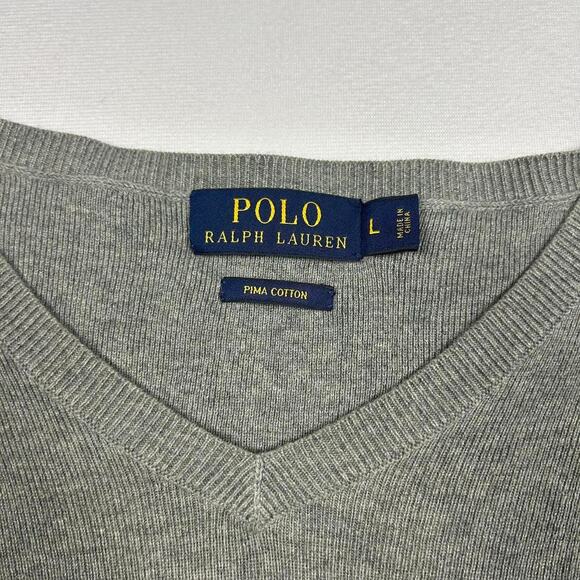 POLO
RALPH LAUREN
L
MADE IN
CHINA
PIMA COTTON